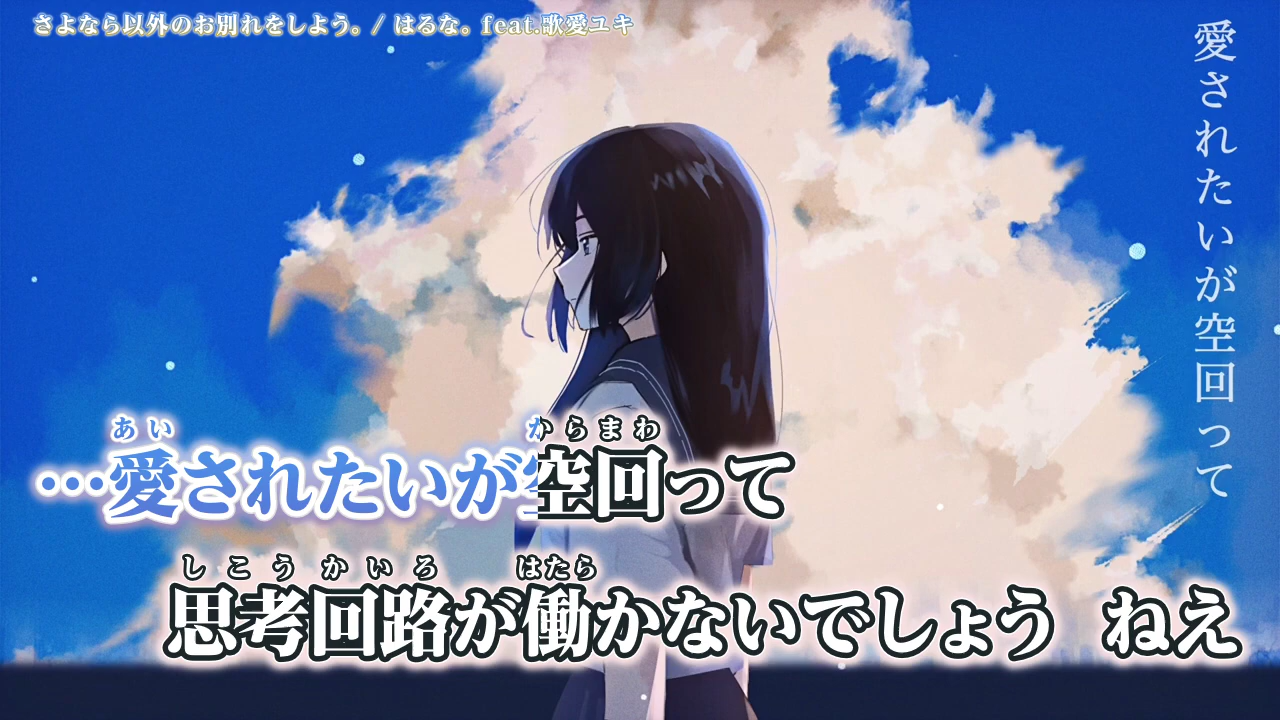 さよなら以外のお別れをしよう。/ はるな。feat.歌愛ユキ
愛されたいが空回って
あい からまわ
…愛されたいが空回って
しこうかいろ はたら
思考回路が働かないでしょう ねえ